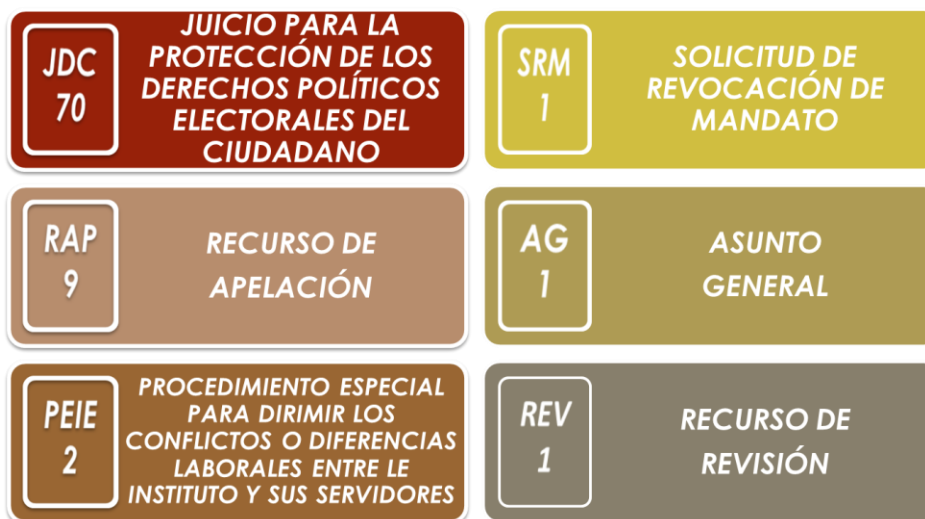 JDC
70
JUICIO PARA LA
PROTECCIÓN DE LOS
DERECHOS POLÍTICOS
ELECTORALES DEL
CIUDADANO
SRM
1
SOLICITUD DE
REVOCACIÓN DE
MANDATO
RAP
9
RECURSO DE
APELACIÓN
AG
1
ASUNTO
GENERAL
PEIE
2
PROCEDIMIENTO ESPECIAL
PARA DIRIMIR LOS
CONFLICTOS O DIFERENCIAS
LABORALES ENTRE LE
INSTITUTO Y SUS SERVIDORES
REV
1
RECURSO DE
REVISIÓN